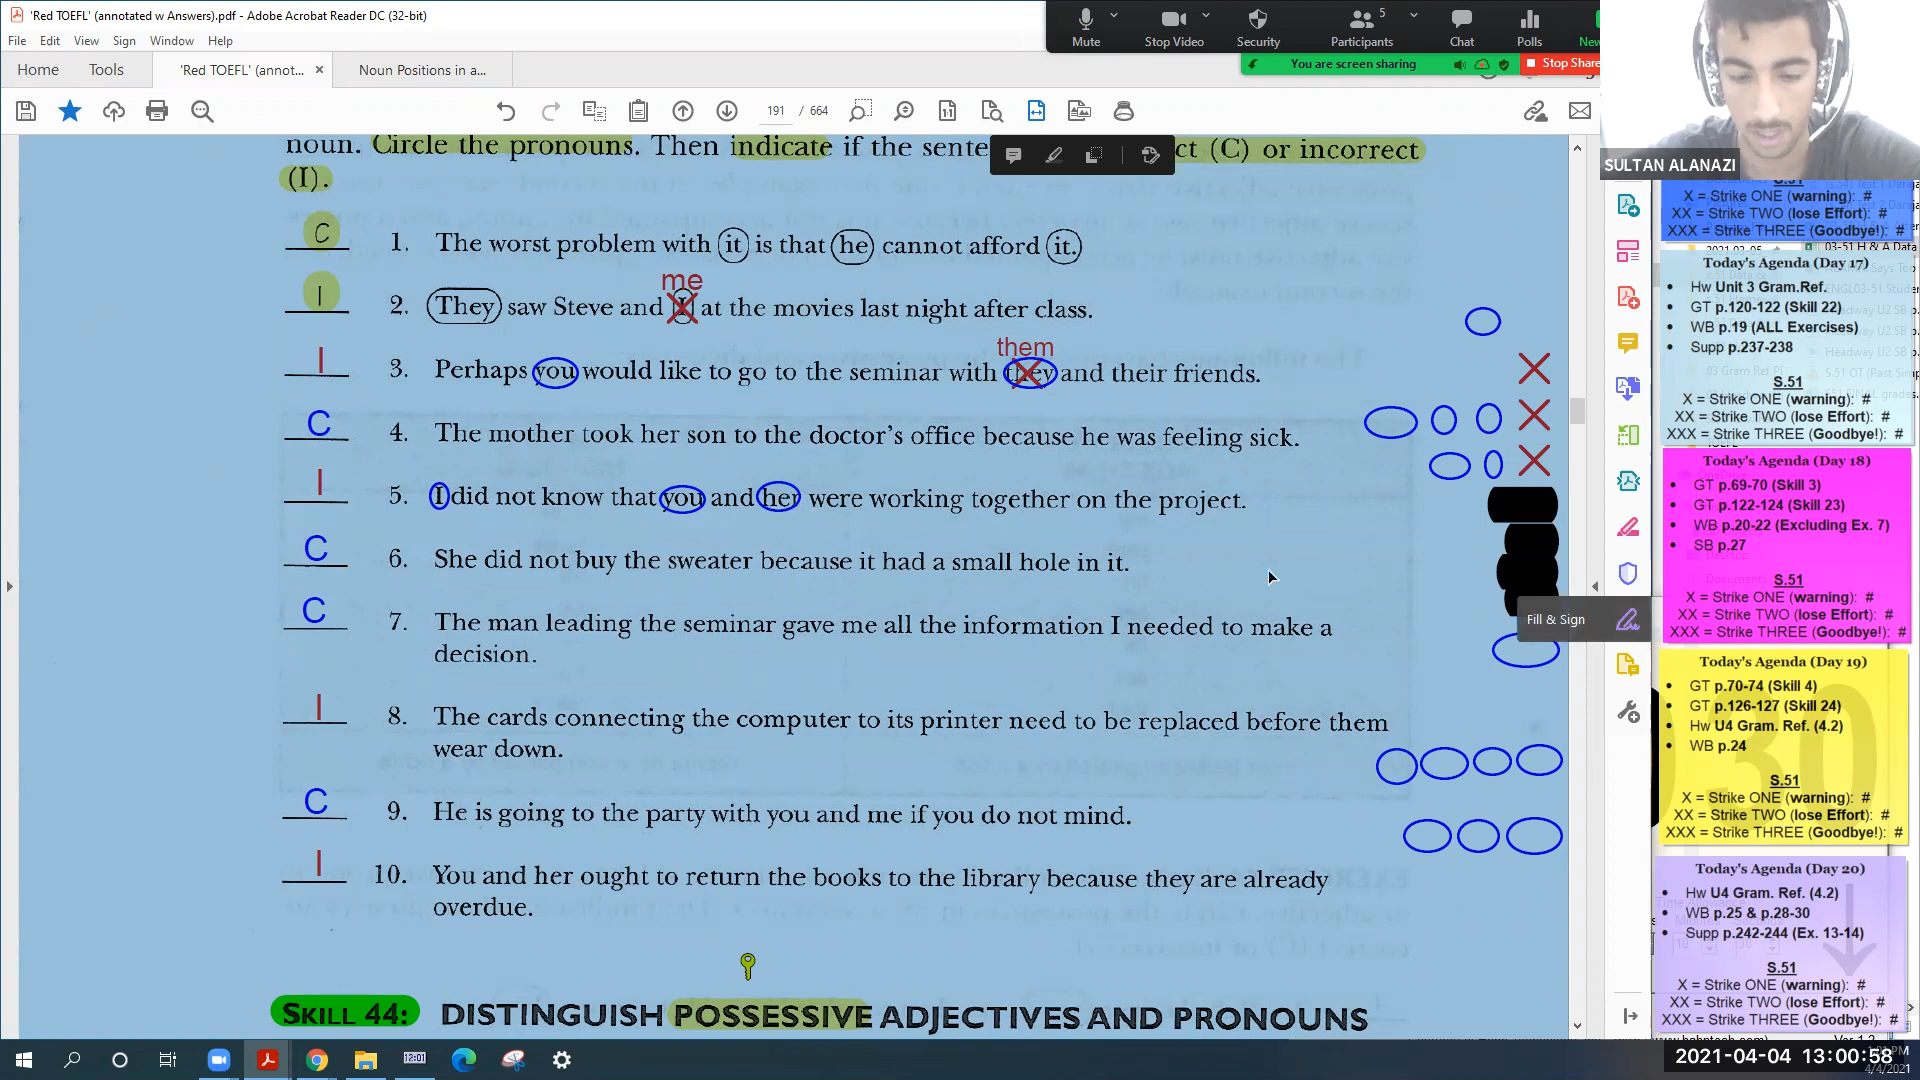 'Red TOEFL' (annotated w Answers).pdf - Adobe Acrobat Reader DC (32-bit)
File Edit View Sign Window Help
Home Tools 'Red TOEFL' (annot... × Noun Positions in a...
191 / 664
Mute Stop Video Security Participants 5 Chat Polls New
You are screen sharing Stop Share
SULTAN ALANAZI
noun. Circle the pronouns. Then indicate if the sente ct (C) or incorrect
(I).
C 1. The worst problem with it is that he cannot afford it.
me
I 2. They saw Steve and I at the movies last night after class.
them
I 3. Perhaps you would like to go to the seminar with they and their friends.
C 4. The mother took her son to the doctor's office because he was feeling sick.
I 5. I did not know that you and her were working together on the project.
C 6. She did not buy the sweater because it had a small hole in it.
C 7. The man leading the seminar gave me all the information I needed to make a
decision.
I 8. The cards connecting the computer to its printer need to be replaced before them
wear down.
C 9. He is going to the party with you and me if you do not mind.
I 10. You and her ought to return the books to the library because they are already
overdue.
SKILL 44: DISTINGUISH POSSESSIVE ADJECTIVES AND PRONOUNS
Fill & Sign
S.51
X = Strike ONE (warning): #
XX = Strike TWO (lose Effort): #
XXX = Strike THREE (Goodbye!): #
Today's Agenda (Day 17)
• Hw Unit 3 Gram.Ref.
• GT p.120-122 (Skill 22)
• WB p.19 (ALL Exercises)
• Supp p.237-238
S.51
X = Strike ONE (warning): #
XX = Strike TWO (lose Effort): #
XXX = Strike THREE (Goodbye!): #
Today's Agenda (Day 18)
• GT p.69-70 (Skill 3)
• GT p.122-124 (Skill 23)
• WB p.20-22 (Excluding Ex. 7)
• SB p.27
S.51
X = Strike ONE (warning): #
XX = Strike TWO (lose Effort): #
XXX = Strike THREE (Goodbye!): #
Today's Agenda (Day 19)
• GT p.70-74 (Skill 4)
• GT p.126-127 (Skill 24)
• Hw U4 Gram. Ref. (4.2)
• WB p.24
S.51
X = Strike ONE (warning): #
XX = Strike TWO (lose Effort): #
XXX = Strike THREE (Goodbye!): #
Today's Agenda (Day 20)
• Hw U4 Gram. Ref. (4.2)
• WB p.25 & p.28-30
• Supp p.242-244 (Ex. 13-14)
S.51
X = Strike ONE (warning): #
XX = Strike TWO (lose Effort): #
XXX = Strike THREE (Goodbye!): #
12:01
2021-04-04 13:00:58
4/4/2021